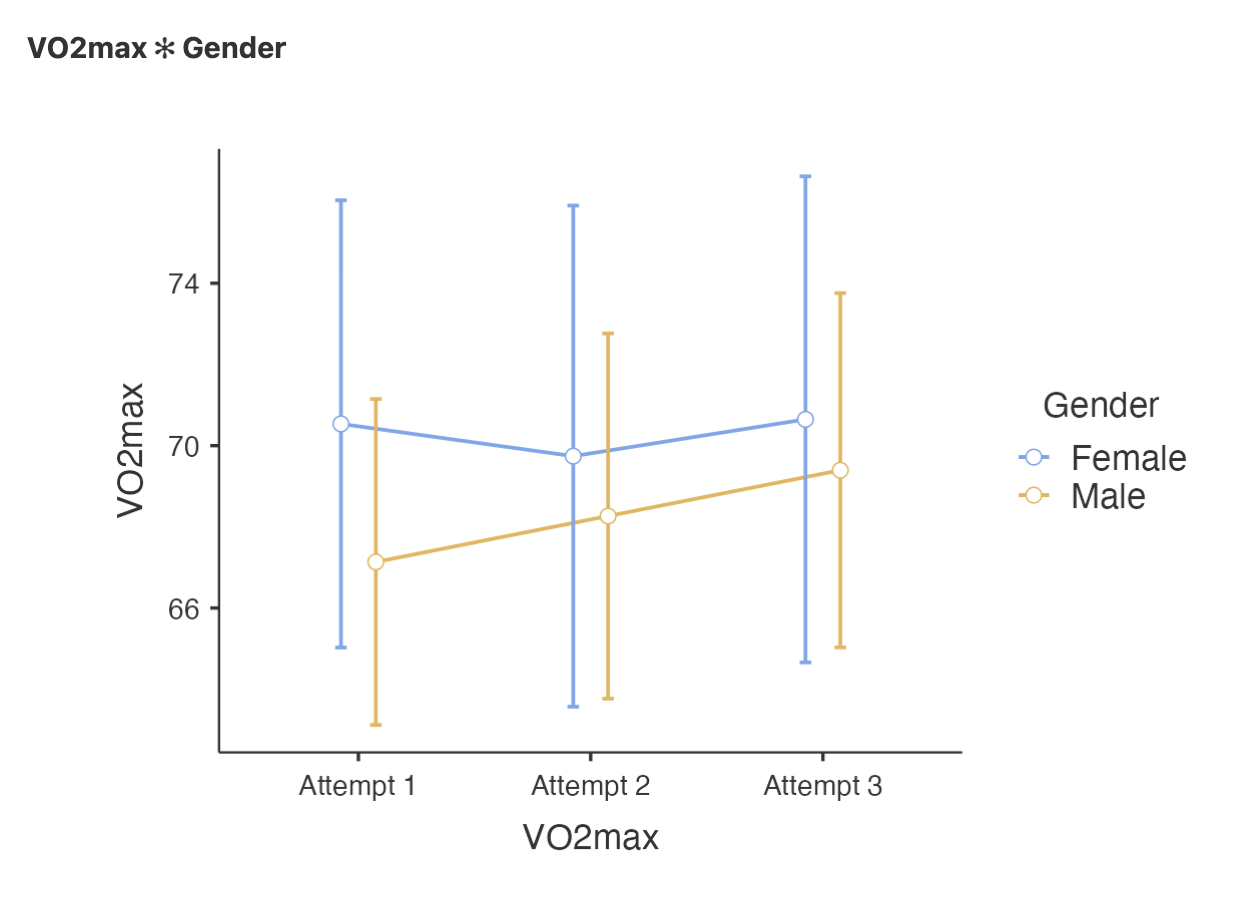 VO2max ✻ Gender
74
70
66
VO2max
Attempt 1
Attempt 2
Attempt 3
VO2max
Gender
Female
Male